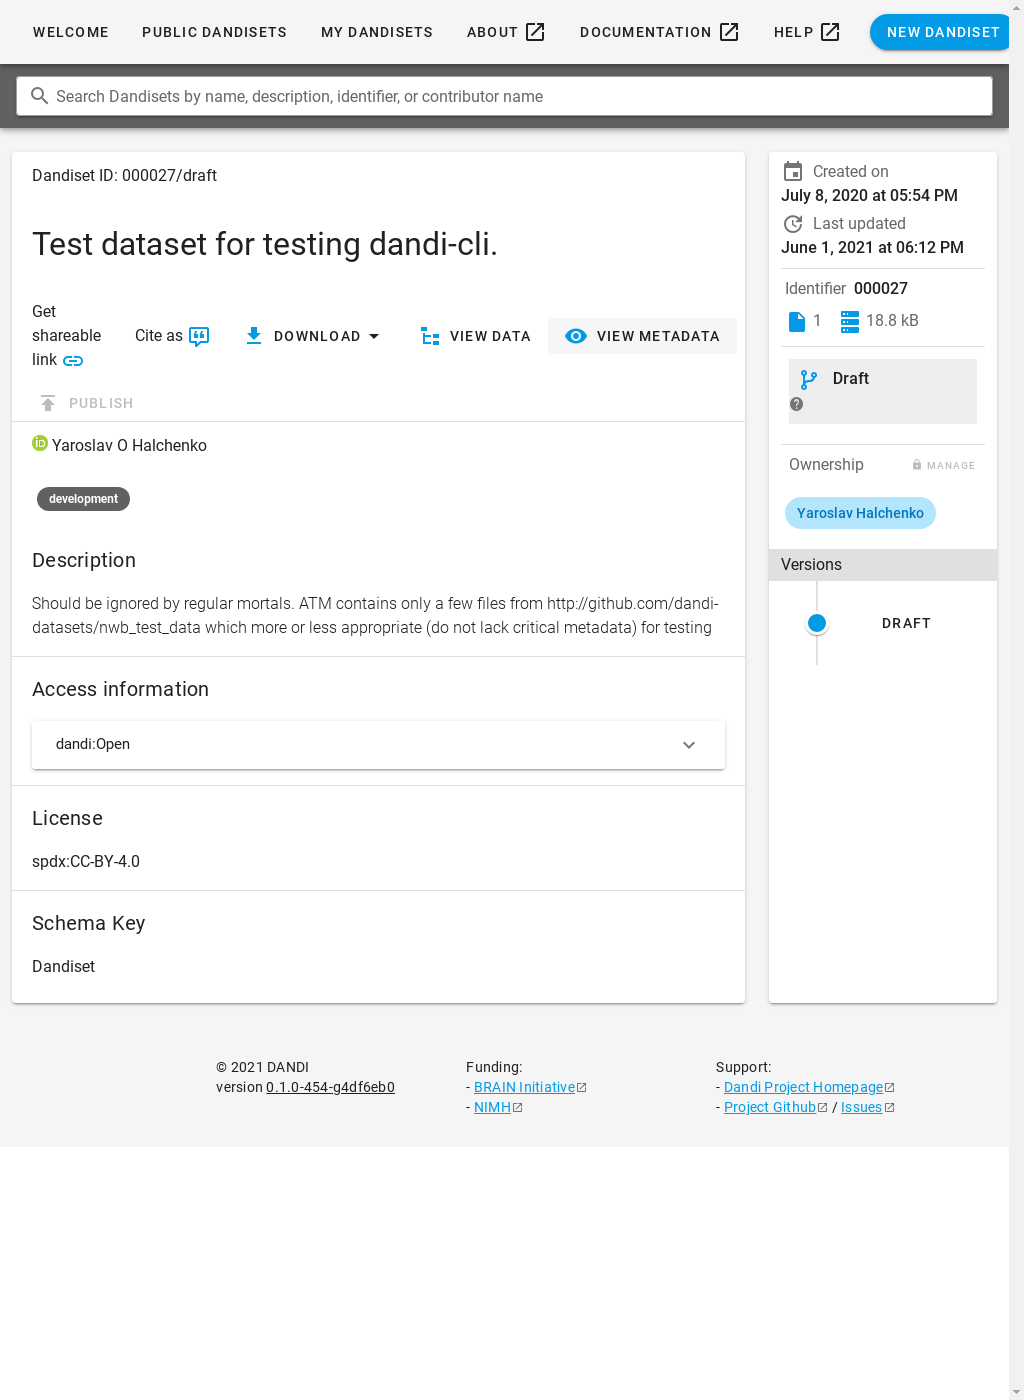 WELCOME PUBLIC DANDISETS MY DANDISETS ABOUT DOCUMENTATION HELP NEW DANDISET
Search Dandisets by name, description, identifier, or contributor name
Dandiset ID: 000027/draft
Test dataset for testing dandi-cli.
Get shareable link
Cite as
DOWNLOAD
VIEW DATA
VIEW METADATA
PUBLISH
Yaroslav O Halchenko
development
Description
Should be ignored by regular mortals. ATM contains only a few files from http://github.com/dandi-
datasets/nwb_test_data which more or less appropriate (do not lack critical metadata) for testing
Access information
dandi:Open
License
spdx:CC-BY-4.0
Schema Key
Dandiset
Created on
July 8, 2020 at 05:54 PM
Last updated
June 1, 2021 at 06:12 PM
Identifier 000027
1 18.8 kB
Draft
Ownership MANAGE
Yaroslav Halchenko
Versions
DRAFT
© 2021 DANDI
version 0.1.0-454-g4df6eb0
Funding:
- BRAIN Initiative
- NIMH
Support:
- Dandi Project Homepage
- Project Github / Issues